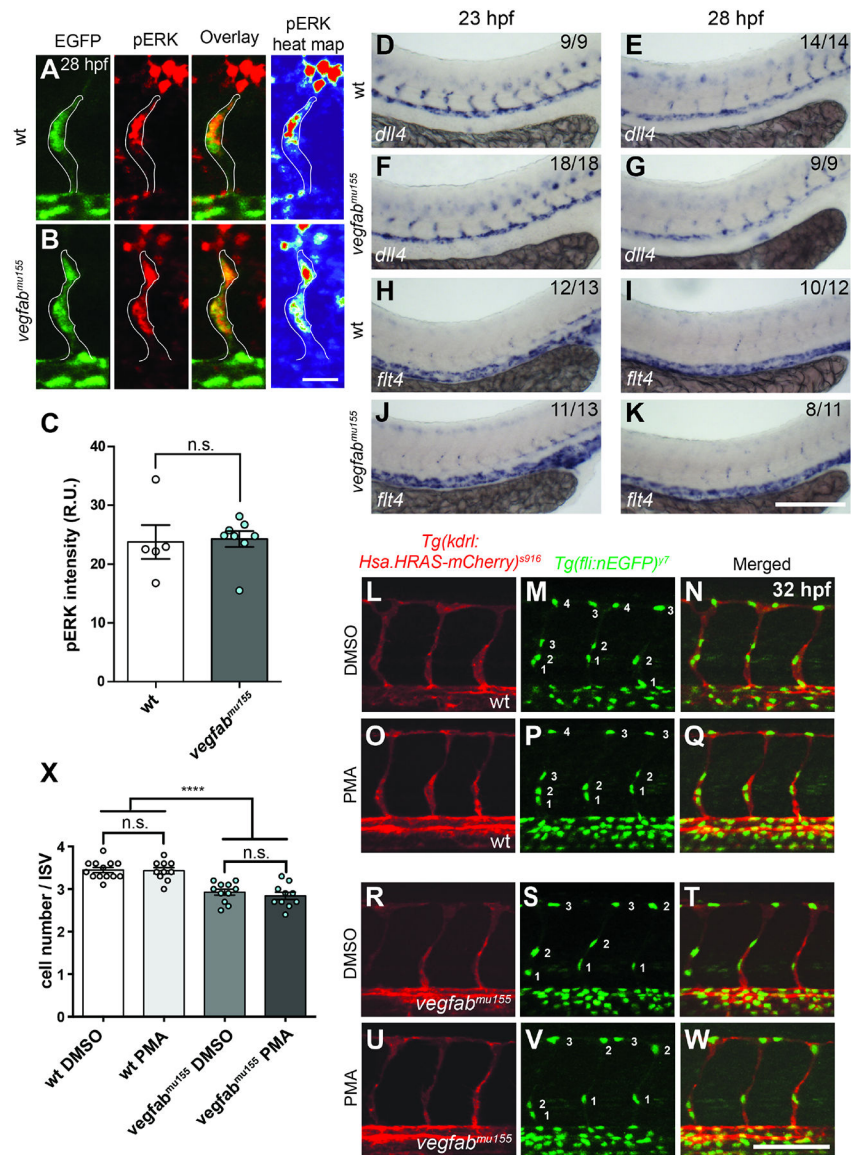 EGFP pERK Overlay pERK heat map
A 28 hpf
wt
B
vegfab^mu155
23 hpf 28 hpf
D 9/9 dll4
E 14/14 dll4
wt
F 18/18 dll4
G 9/9 dll4
vegfab^mu155
H 12/13 flt4
I 10/12 flt4
wt
J 11/13 flt4
K 8/11 flt4
vegfab^mu155
C
n.s.
pERK intensity (R.U.)
40
30
20
10
0
wt vegfab^mu155
Tg(kdrl:Hsa.HRAS-mCherry)^s916 Tg(fli:nEGFP)^y7 Merged
DMSO
L wt
M 4 3 4 3 3 2 1 2 1 2 1
N 32 hpf
PMA
O wt
P 4 3 3 3 2 1 2 1 2 1
Q
DMSO
R vegfab^mu155
S 3 3 2 2 1 2 1 1
T
PMA
U vegfab^mu155
V 3 2 2 2 1 1 1
W
X
****
n.s. n.s.
cell number / ISV
4
3
2
1
0
wt DMSO
wt PMA
vegfab^mu155 DMSO
vegfab^mu155 PMA